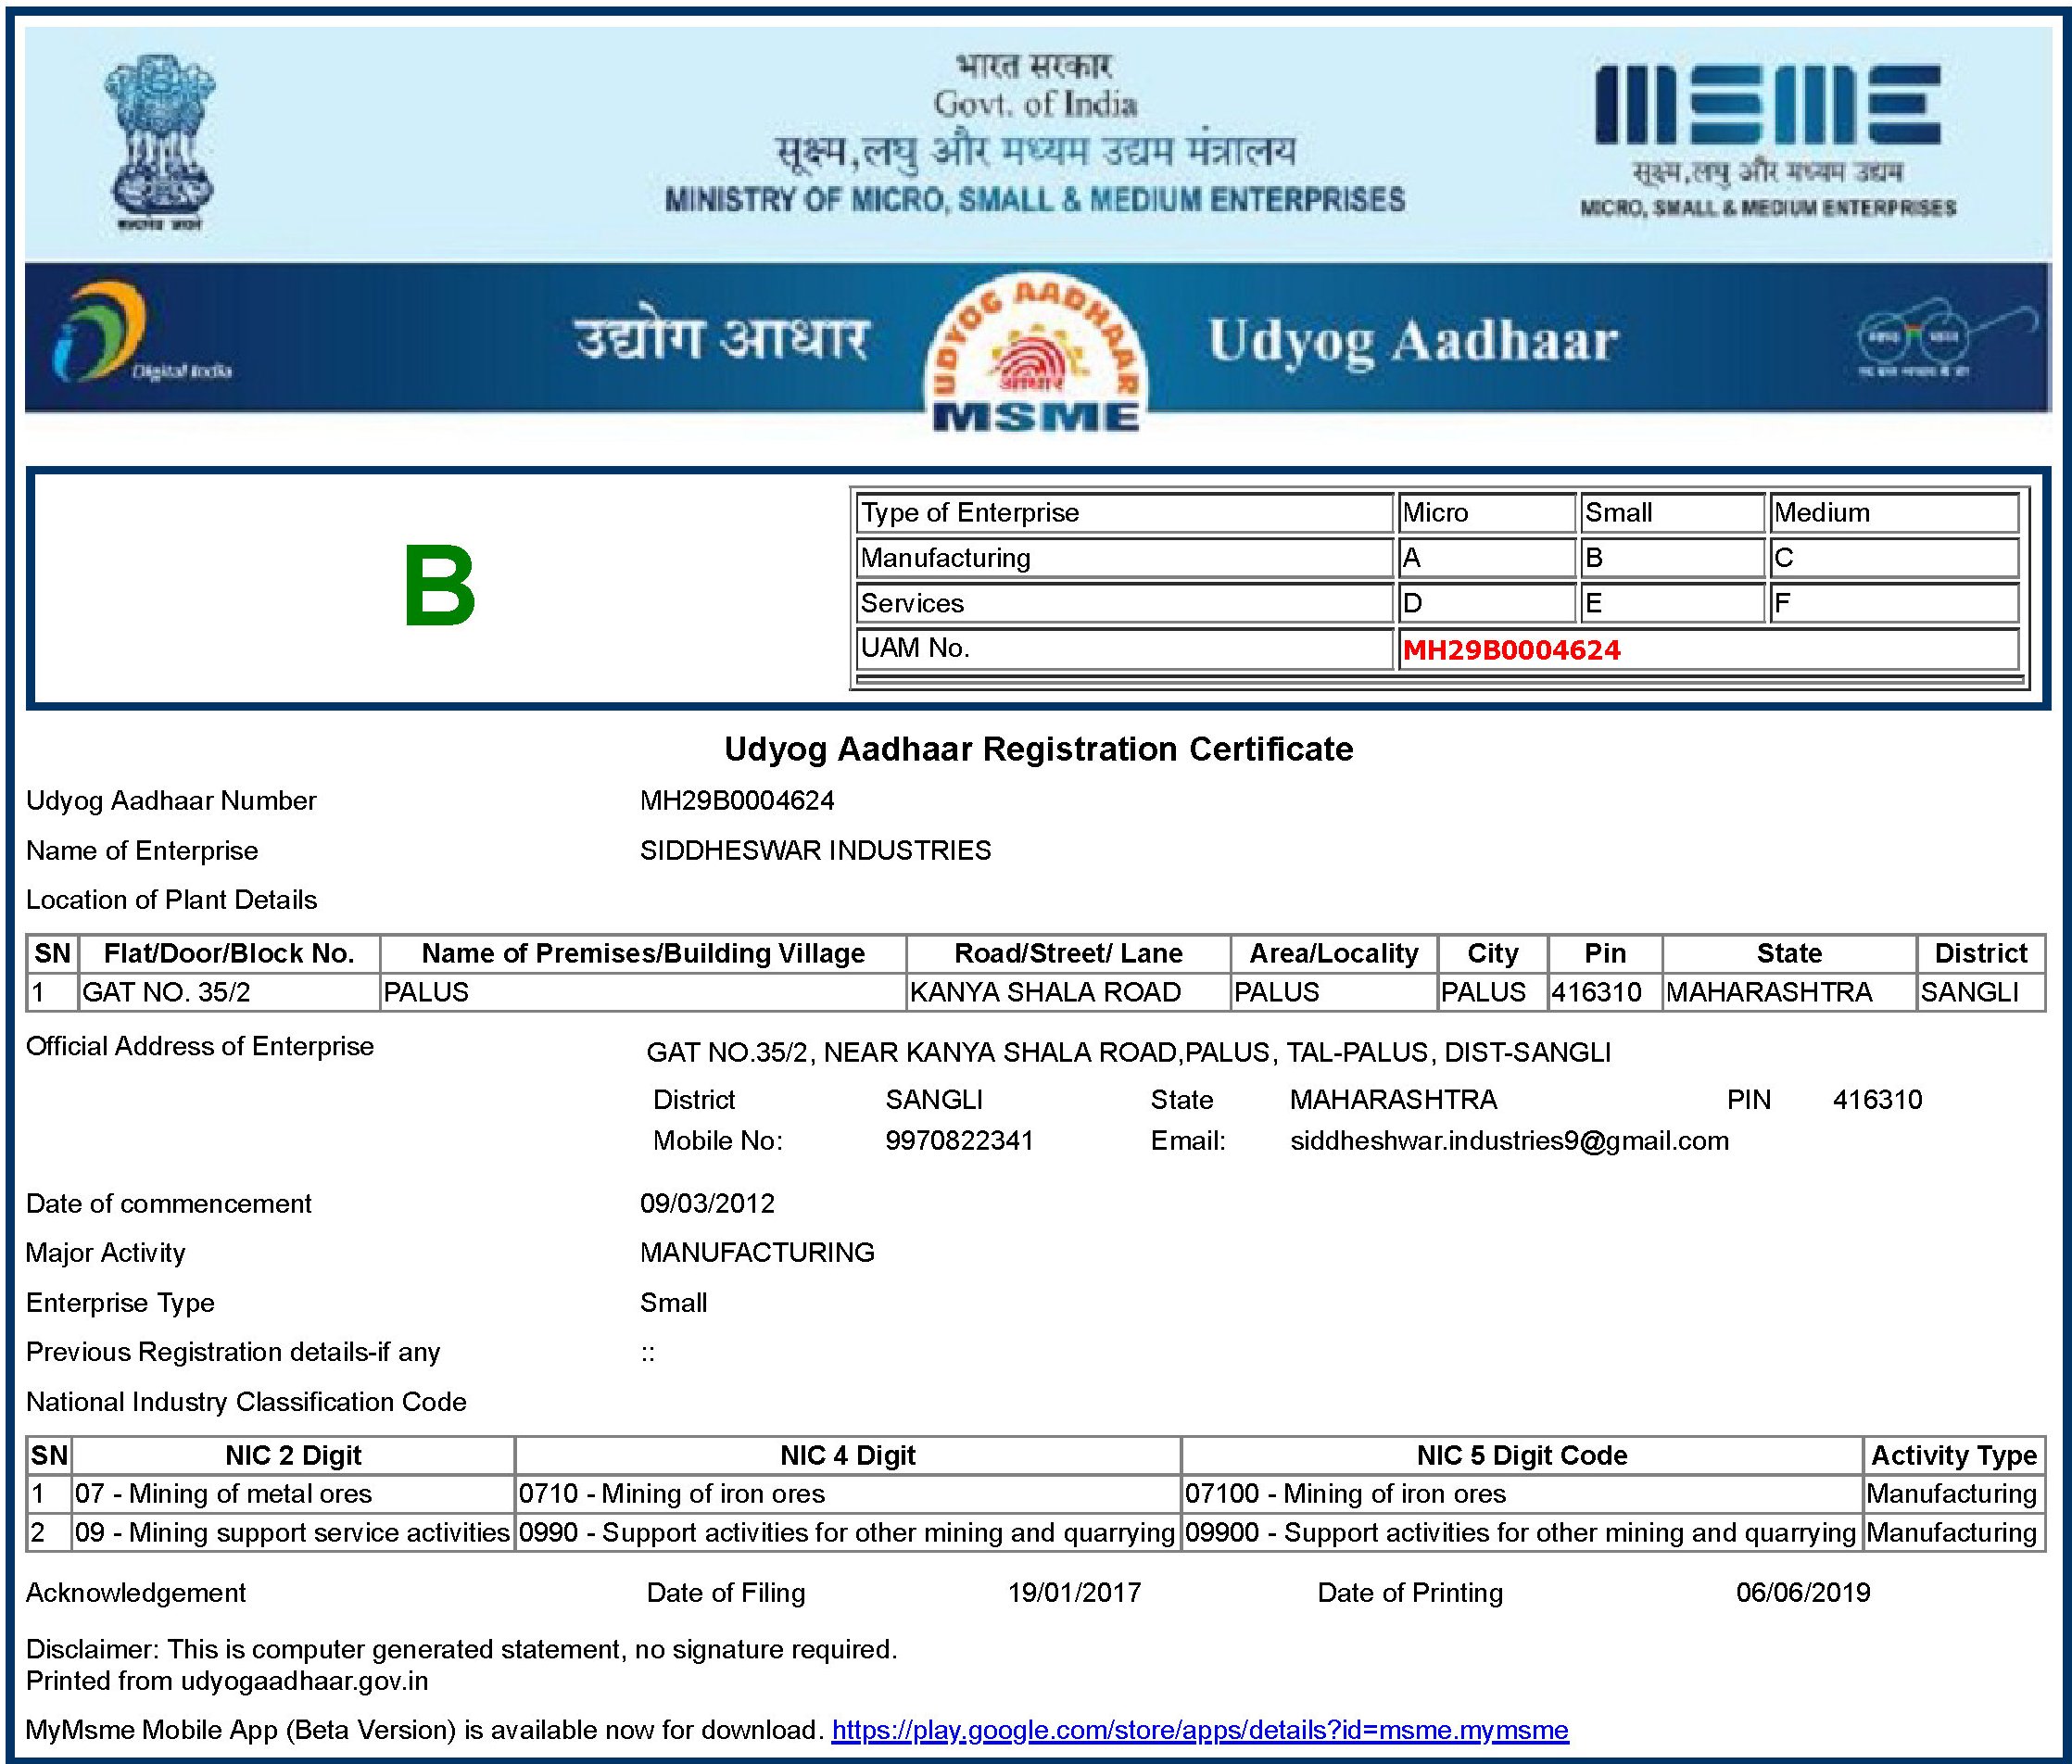 भारत सरकार
Govt. of India
सूक्ष्म,लघु और मध्यम उद्यम मंत्रालय
MINISTRY OF MICRO, SMALL & MEDIUM ENTERPRISES
सत्यमेव जयते
msme
सूक्ष्म,लघु और मध्यम उद्यम
MICRO, SMALL & MEDIUM ENTERPRISES
Digital India
उद्योग आधार
UDYOG AADHAAR
आधार
MSME
Udyog Aadhaar
स्वच्छ भारत
B
Type of Enterprise Micro Small Medium
Manufacturing A B C
Services D E F
UAM No. MH29B0004624
Udyog Aadhaar Registration Certificate
Udyog Aadhaar Number MH29B0004624
Name of Enterprise SIDDHESWAR INDUSTRIES
Location of Plant Details
SN Flat/Door/Block No. Name of Premises/Building Village Road/Street/ Lane Area/Locality City Pin State District
1 GAT NO. 35/2 PALUS KANYA SHALA ROAD PALUS PALUS 416310 MAHARASHTRA SANGLI
Official Address of Enterprise GAT NO.35/2, NEAR KANYA SHALA ROAD,PALUS, TAL-PALUS, DIST-SANGLI
District SANGLI State MAHARASHTRA PIN 416310
Mobile No: 9970822341 Email: siddheshwar.industries9@gmail.com
Date of commencement 09/03/2012
Major Activity MANUFACTURING
Enterprise Type Small
Previous Registration details-if any ::
National Industry Classification Code
SN NIC 2 Digit NIC 4 Digit NIC 5 Digit Code Activity Type
1 07 - Mining of metal ores 0710 - Mining of iron ores 07100 - Mining of iron ores Manufacturing
2 09 - Mining support service activities 0990 - Support activities for other mining and quarrying 09900 - Support activities for other mining and quarrying Manufacturing
Acknowledgement Date of Filing 19/01/2017 Date of Printing 06/06/2019
Disclaimer: This is computer generated statement, no signature required.
Printed from udyogaadhaar.gov.in
MyMsme Mobile App (Beta Version) is available now for download. https://play.google.com/store/apps/details?id=msme.mymsme